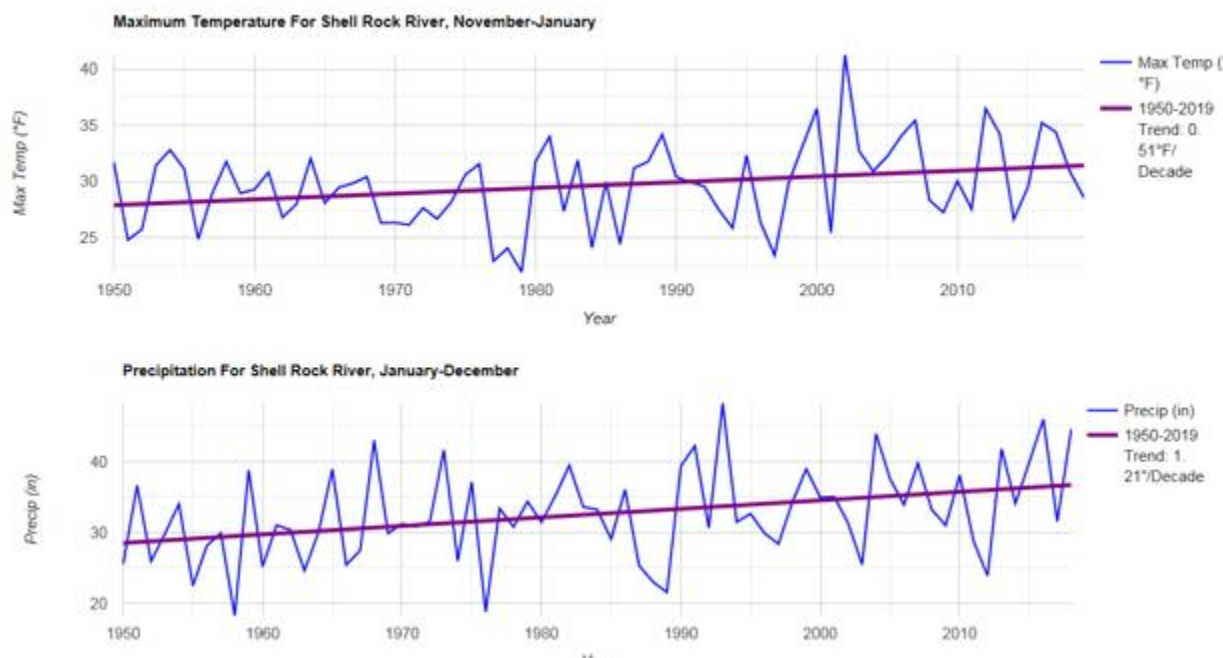 Maximum Temperature For Shell Rock River, November-January
Max Temp (°F)
40
35
30
25
1950
1960
1970
1980
1990
2000
2010
Year
Max Temp (
°F)
1950-2019
Trend: 0.
51°F/
Decade
Precipitation For Shell Rock River, January-December
Precip (in)
40
30
20
1950
1960
1970
1980
1990
2000
2010
Precip (in)
1950-2019
Trend: 1.
21"/Decade